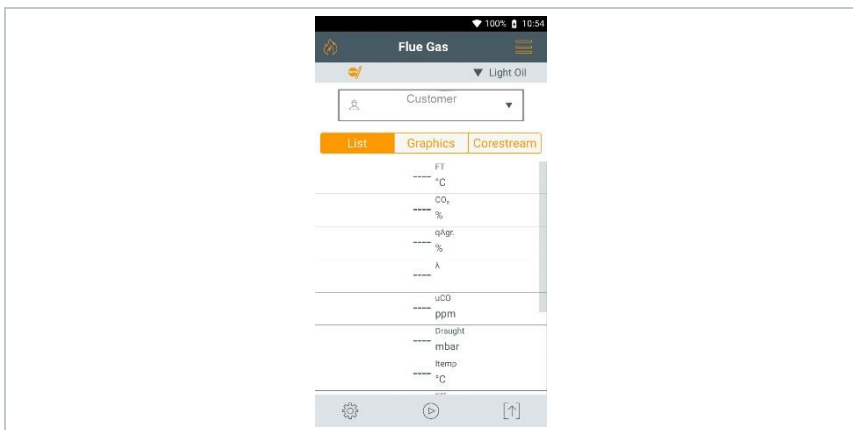 100% 10:54
Flue Gas
Light Oil
Customer
List Graphics Corestream
FT
---- °C
CO₂
---- %
qAgr.
---- %
λ
----
uCO
---- ppm
Draught
---- mbar
Itemp
---- °C